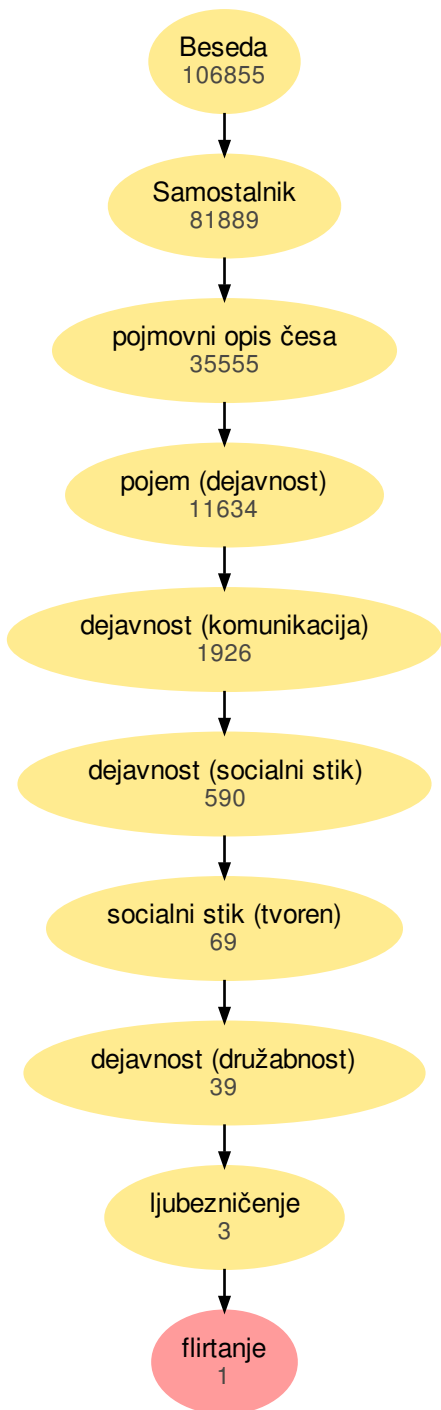 Beseda
106855
Samostalnik
81889
pojmovni opis česa
35555
pojem (dejavnost)
11634
dejavnost (komunikacija)
1926
dejavnost (socialni stik)
590
socialni stik (tvoren)
69
dejavnost (družabnost)
39
ljubezničenje
3
flirtanje
1